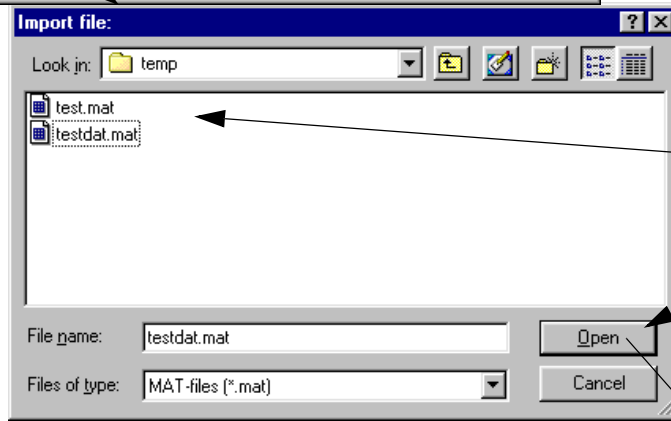 Import file:
Look in: temp
test.mat
testdat.mat
File name: testdat.mat Open
Files of type: MAT-files (*.mat) Cancel